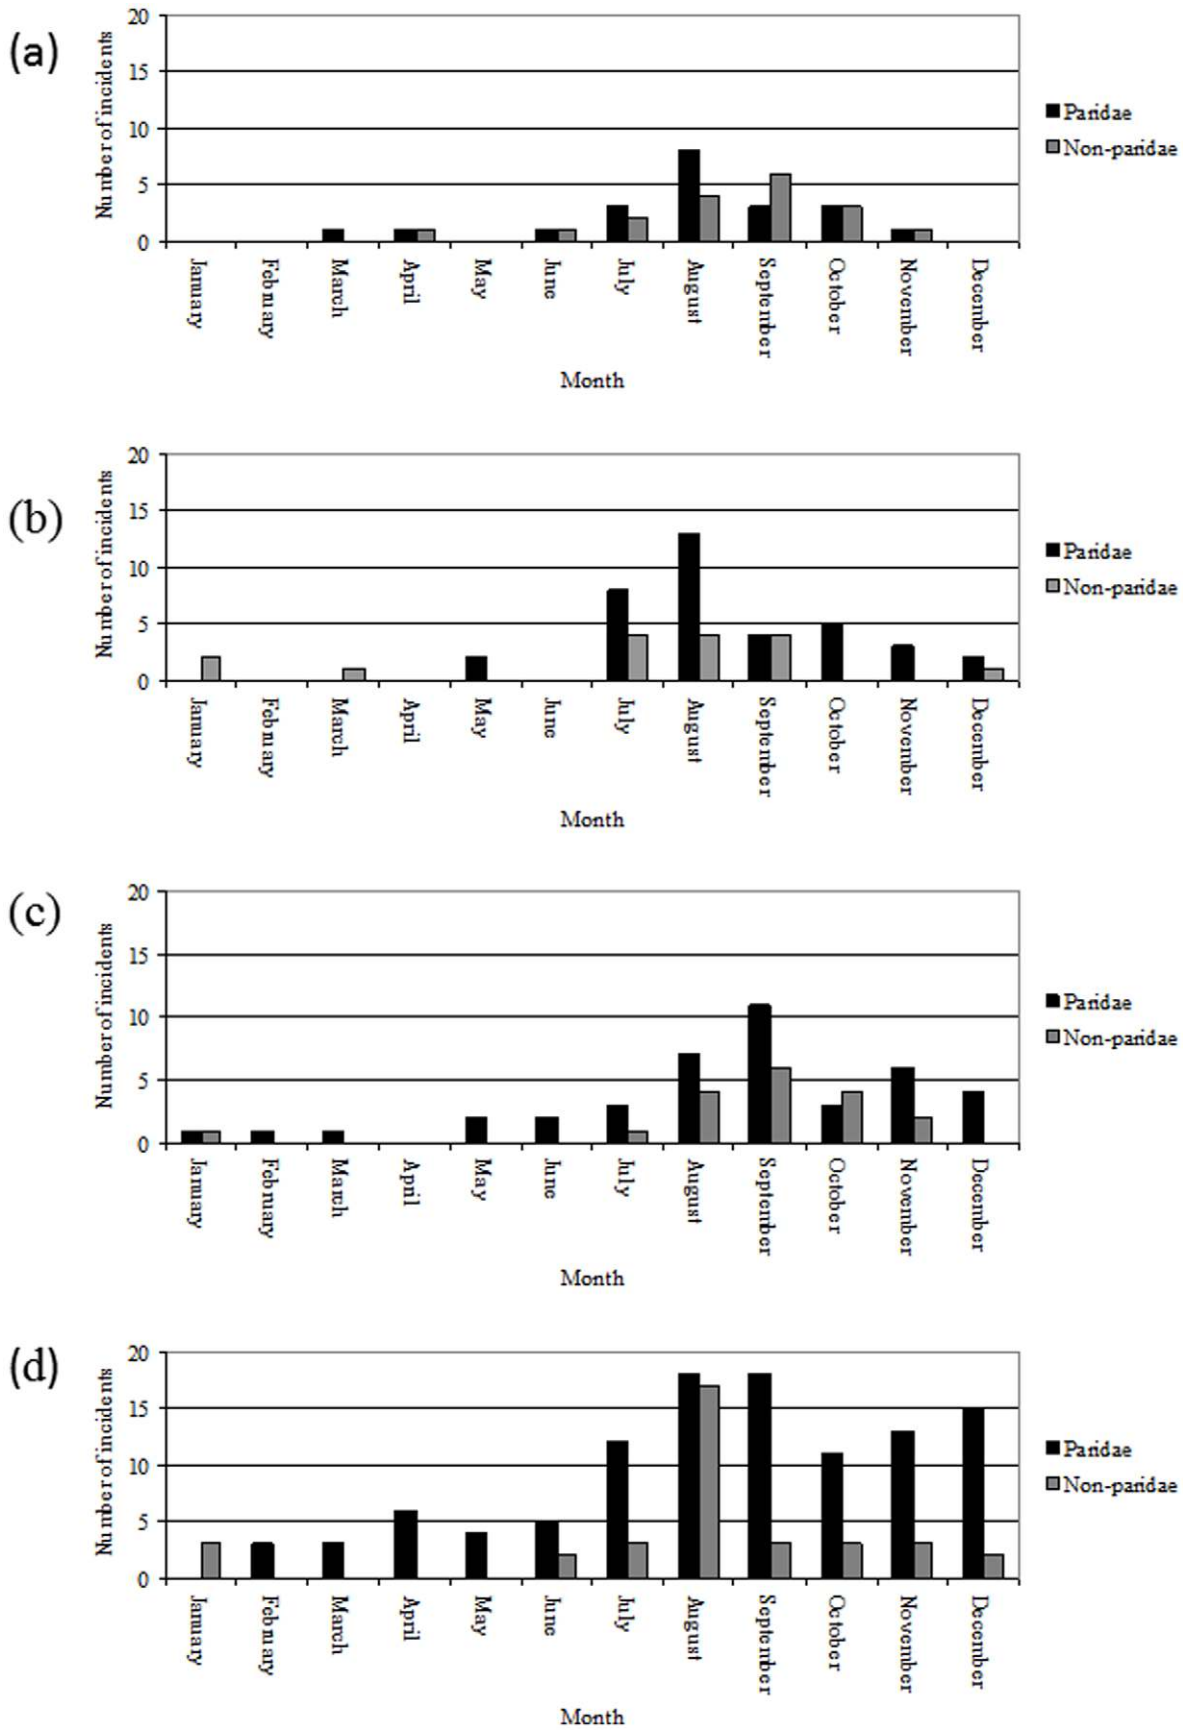 (a)
Number of incidents
20
15
10
5
0
January
February
March
April
May
June
July
August
September
October
November
December
Month
Paridae
Non-paridae
(b)
Number of incidents
20
15
10
5
0
January
February
March
April
May
June
July
August
September
October
November
December
Month
Paridae
Non-paridae
(c)
Number of incidents
20
15
10
5
0
January
February
March
April
May
June
July
August
September
October
November
December
Month
Paridae
Non-paridae
(d)
Number of incidents
20
15
10
5
0
January
February
March
April
May
June
July
August
September
October
November
December
Month
Paridae
Non-paridae